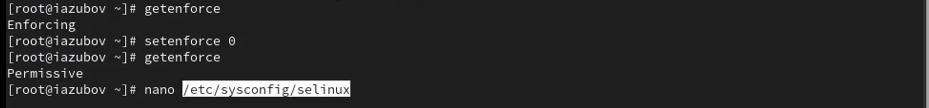 [root@iazubov ~]# getenforce
Enforcing
[root@iazubov ~]# setenforce 0
[root@iazubov ~]# getenforce
Permissive
[root@iazubov ~]# nano /etc/sysconfig/selinux